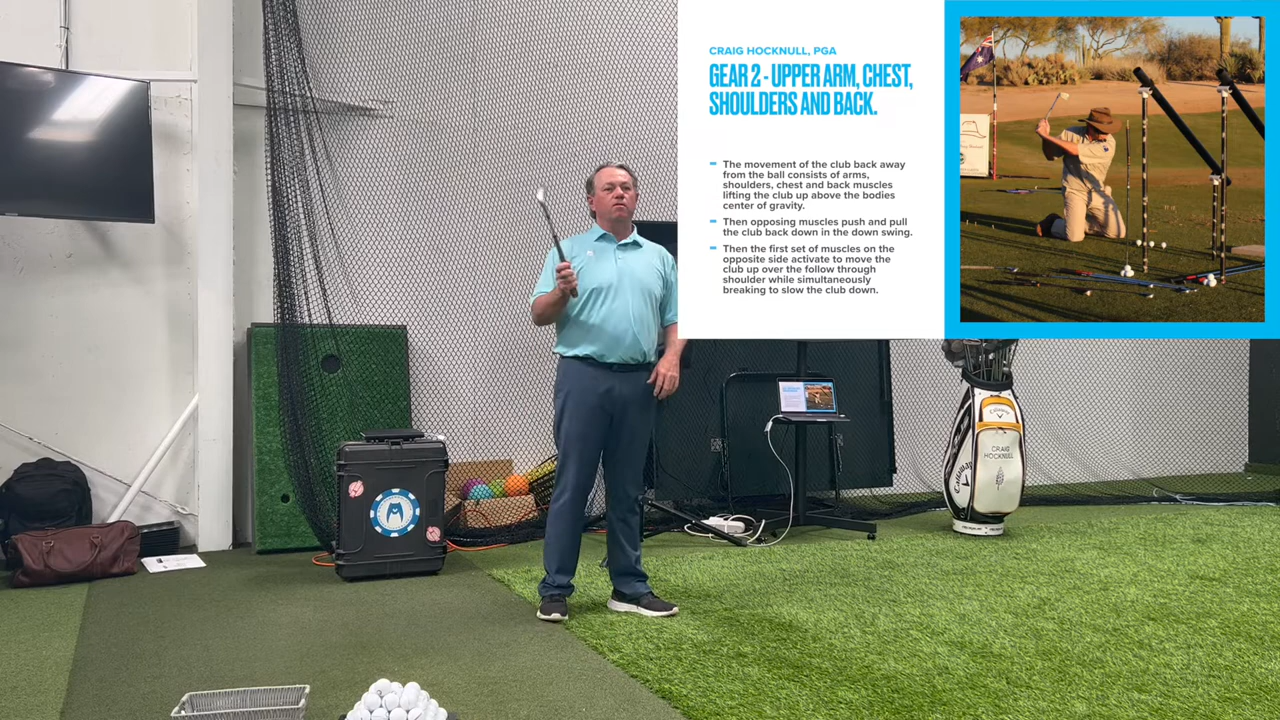 CRAIG HOCKNULL, PGA
GEAR 2 - UPPER ARM, CHEST,
SHOULDERS AND BACK.
The movement of the club back away
from the ball consists of arms,
shoulders, chest and back muscles
lifting the club up above the bodies
center of gravity.
Then opposing muscles push and pull
the club back down in the down swing.
Then the first set of muscles on the
opposite side activate to move the
club up over the follow through
shoulder while simultaneously
breaking to slow the club down.
Callaway
CRAIG
HOCKNULL
Callaway